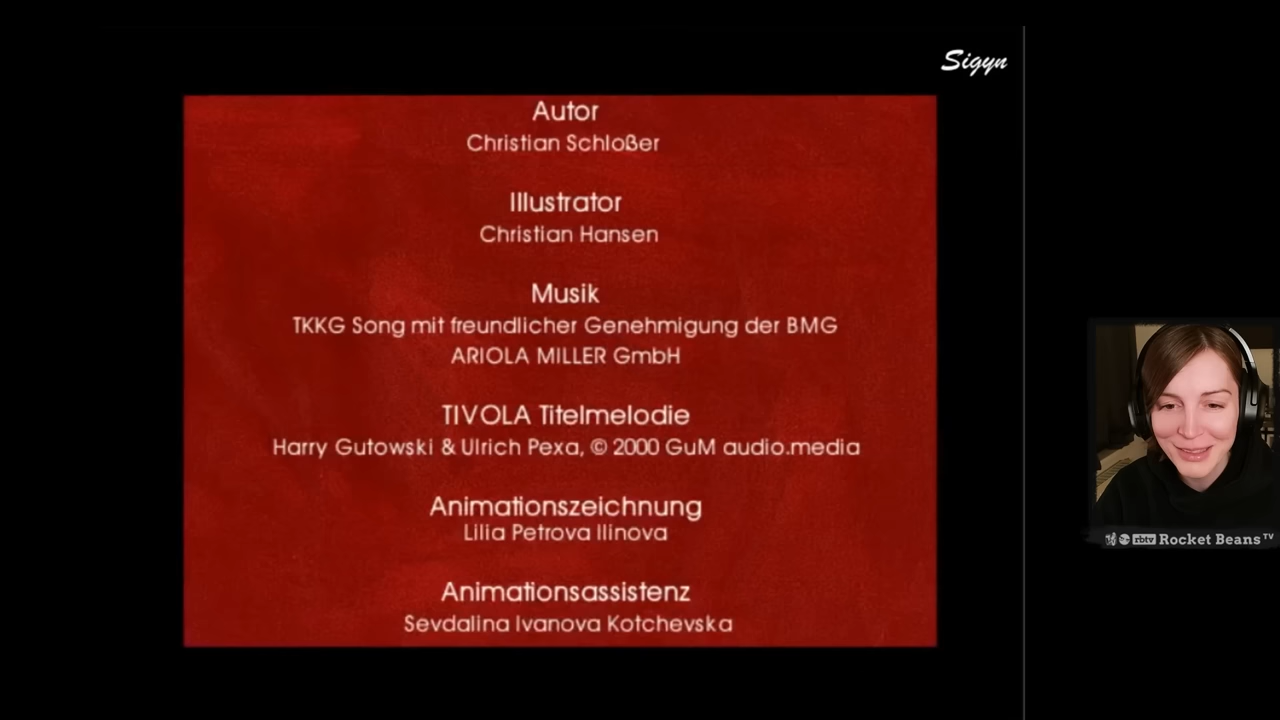 Sigyn
Autor
Christian Schloßer
Illustrator
Christian Hansen
Musik
TKKG Song mit freundlicher Genehmigung der BMG
ARIOLA MILLER GmbH
TIVOLA Titelmelodie
Harry Gutowski & Ulrich Pexa, © 2000 GuM audio.media
Animationszeichnung
Lilia Petrova Ilinova
Animationsassistenz
Sevdalina Ivanova Kotchevska
rbtv Rocket Beans TV